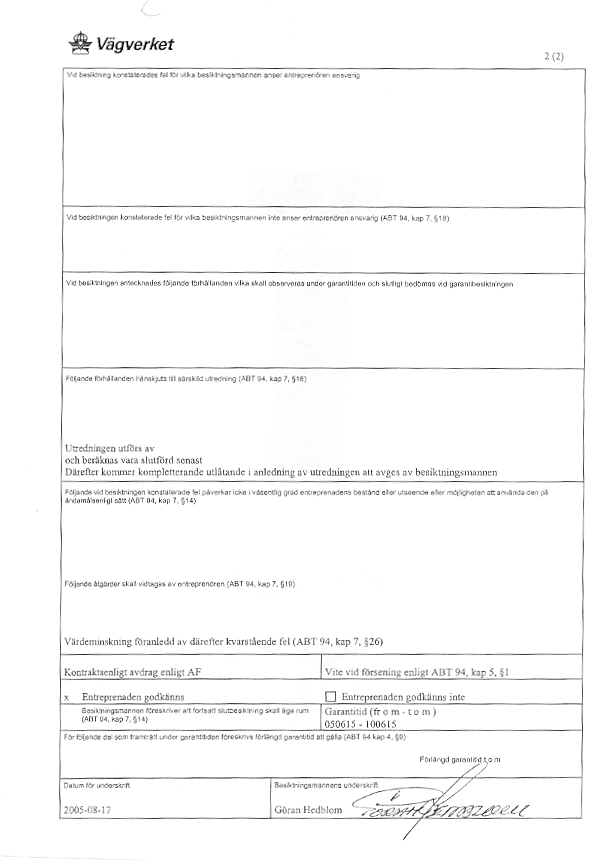 Vägverket
2 (2)
Vid besiktning konstaterades fel för vilka besiktningsmannen anser entreprenören ansvarig
Vid besiktningen konstaterade fel för vilka besiktningsmannen inte anser entreprenören ansvarig (ABT 94, kap 7, §18)
Vid besiktningen antecknades följande förhållanden vilka skall observeras under garantitiden och slutligt bedömas vid garantibesiktningen
Följande förhållanden hänskjuts till särskild utredning (ABT 94, kap 7, §16)
Utredningen utförs av
och beräknas vara slutförd senast
Därefter kommer kompletterande utlåtande i anledning av utredningen att avges av besiktningsmannen
Följande vid besiktningen konstaterade fel påverkar icke i väsentlig grad entreprenadens bestånd eller utseende eller möjligheten att använda den på
ändamålsenligt sätt (ABT 94, kap 7, §14)
Följande åtgärder skall vidtagas av entreprenören (ABT 94, kap 7, §19)
Värdeminskning föranledd av därefter kvarstående fel (ABT 94, kap 7, §26)
Kontraktsenligt avdrag enligt AF
Vite vid försening enligt ABT 94, kap 5, §1
x Entreprenaden godkänns
Entreprenaden godkänns inte
Besiktningsmannen föreskriver att fortsatt slutbesiktning skall äga rum
(ABT 94, kap 7, §14)
Garantitid (fr o m - t o m )
050615 - 100615
För följande del som framträtt under garantitiden föreskrivs förlängd garantitid att gälla (ABT 94 kap 4, §9)
Förlängd garantitid t o m
Datum för underskrift
Besiktningsmannens underskrift
2005-08-17
Göran Hedblom